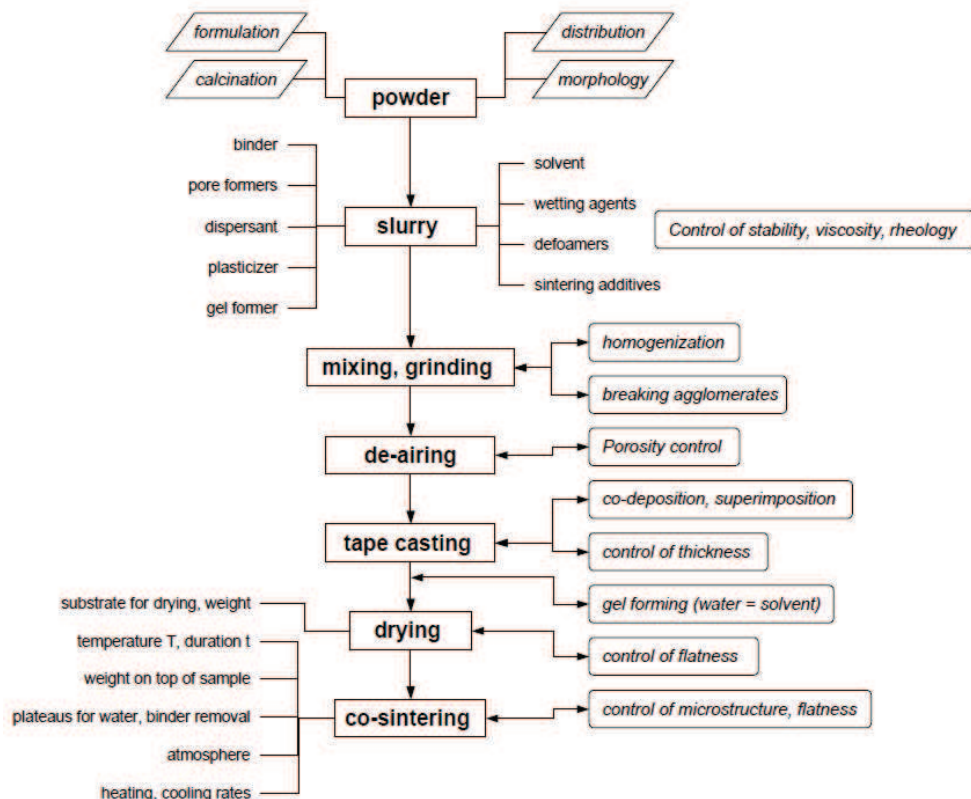 formulation
distribution
calcination
morphology
powder
binder
pore formers
dispersant
plasticizer
gel former
slurry
solvent
wetting agents
defoamers
sintering additives
Control of stability, viscosity, rheology
mixing, grinding
homogenization
breaking agglomerates
de-airing
Porosity control
tape casting
co-deposition, superimposition
control of thickness
gel forming (water = solvent)
substrate for drying, weight
drying
control of flatness
temperature T, duration t
weight on top of sample
plateaus for water, binder removal
atmosphere
heating, cooling rates
co-sintering
control of microstructure, flatness